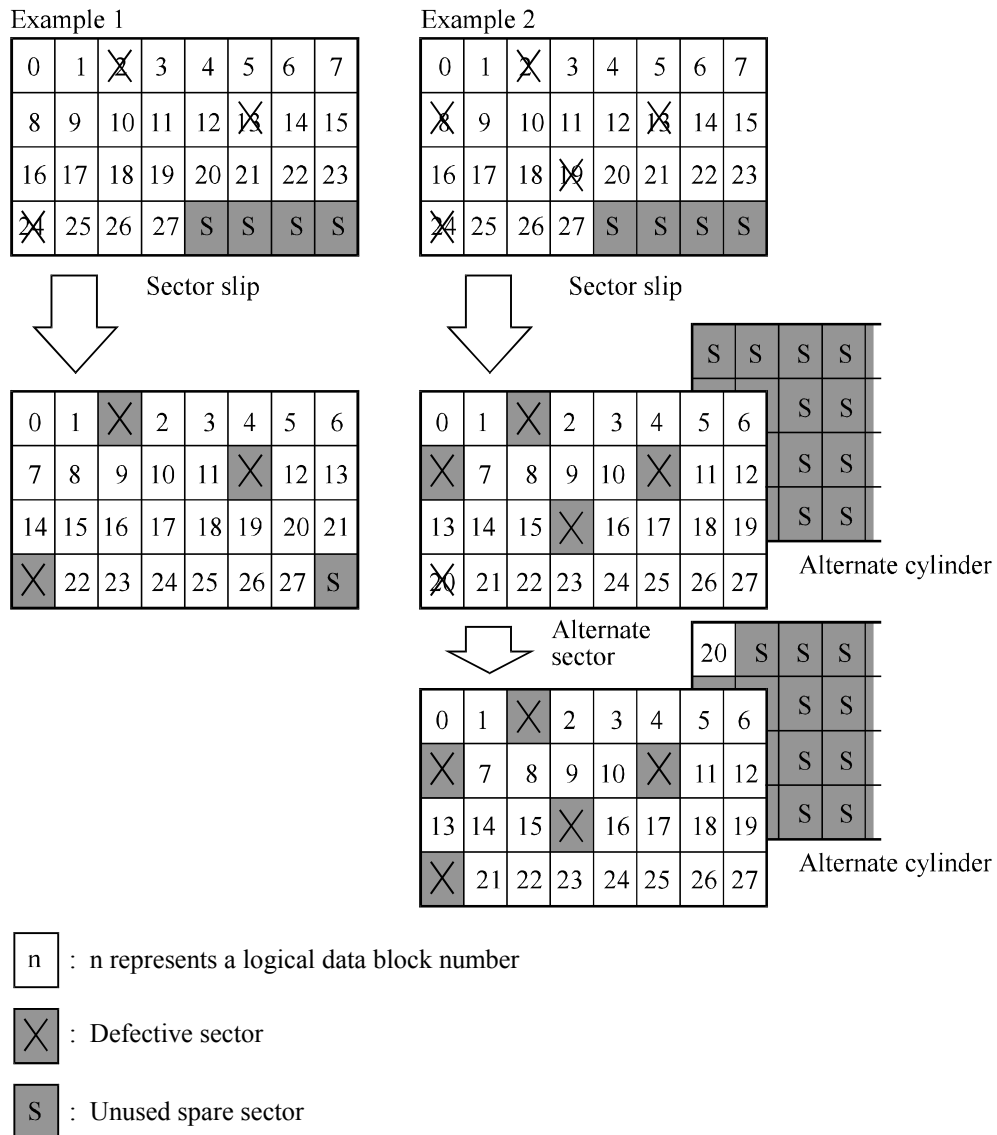 Example 1
0 1 2 3 4 5 6 7
8 9 10 11 12 13 14 15
16 17 18 19 20 21 22 23
24 25 26 27 S S S S
Sector slip
0 1 2 3 4 5 6
7 8 9 10 11 12 13
14 15 16 17 18 19 20 21
22 23 24 25 26 27 S
Example 2
0 1 2 3 4 5 6 7
8 9 10 11 12 13 14 15
16 17 18 19 20 21 22 23
24 25 26 27 S S S S
Sector slip
S S S S
S S
S S
S S
Alternate cylinder
0 1 2 3 4 5 6
7 8 9 10 11 12
13 14 15 16 17 18 19
20 21 22 23 24 25 26 27
Alternate
sector
20 S S S
S S
S S
S S
Alternate cylinder
0 1 2 3 4 5 6
7 8 9 10 11 12
13 14 15 16 17 18 19
21 22 23 24 25 26 27
n : n represents a logical data block number
: Defective sector
S : Unused spare sector